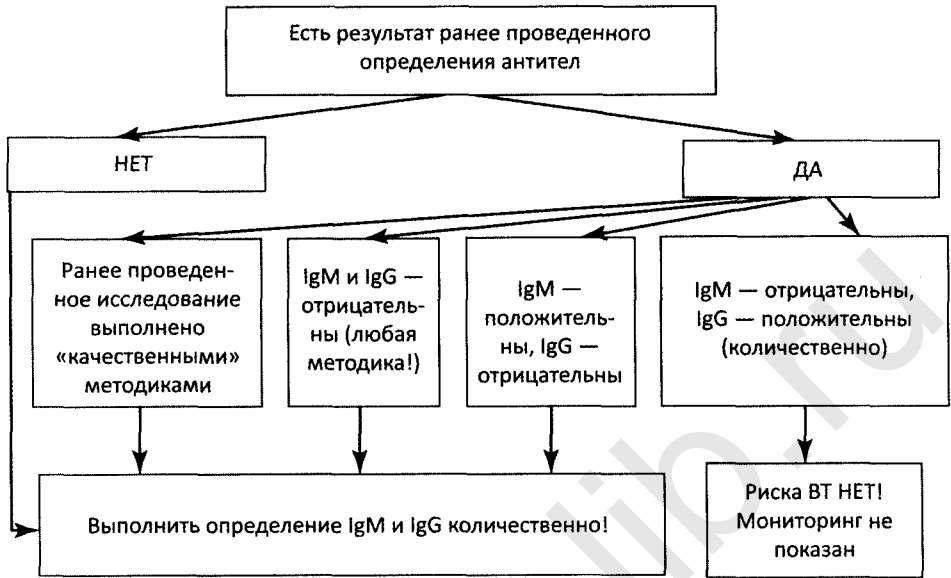 Есть результат ранее проведенного
определения антител
НЕТ
ДА
Ранее проведен-
ное исследование
выполнено
«качественными»
методиками
IgM и IgG —
отрицатель-
ны (любая
методика!)
IgM —
положитель-
ны, IgG —
отрицательны
IgM — отрицательны,
IgG — положительны
(количественно)
Выполнить определение IgM и IgG количественно!
Риска ВТ НЕТ!
Мониторинг не
показан
lib.ru